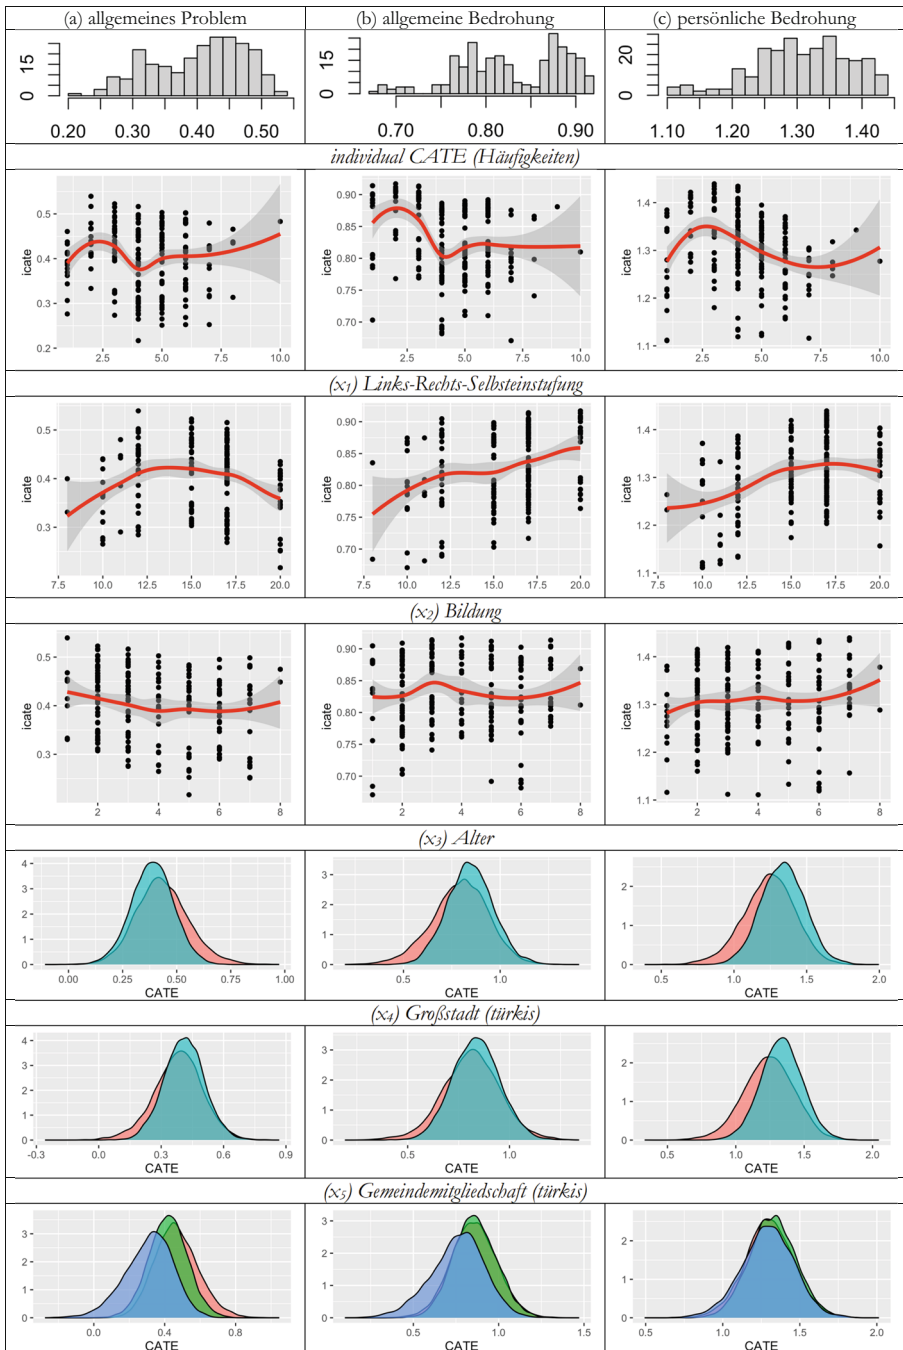 (a) allgemeines Problem
(b) allgemeine Bedrohung
(c) persönliche Bedrohung
15
0
0.20 0.30 0.40 0.50
15
0
0.70 0.80 0.90
20
0
1.10 1.20 1.30 1.40
individual CATE (Häufigkeiten)
icate
0.5
0.4
0.3
0.2
2.5 5.0 7.5 10.0
icate
0.90
0.85
0.80
0.75
0.70
2.5 5.0 7.5 10.0
icate
1.4
1.3
1.2
1.1
2.5 5.0 7.5 10.0
(x1) Links-Rechts-Selbsteinstufung
icate
0.5
0.4
0.3
7.5 10.0 12.5 15.0 17.5 20.0
icate
0.90
0.85
0.80
0.75
0.70
7.5 10.0 12.5 15.0 17.5 20.0
icate
1.4
1.3
1.2
1.1
7.5 10.0 12.5 15.0 17.5 20.0
(x2) Bildung
icate
0.5
0.4
0.3
2 4 6 8
icate
0.90
0.85
0.80
0.75
0.70
2 4 6 8
icate
1.4
1.3
1.2
1.1
2 4 6 8
(x3) Alter
4
3
2
1
0
0.00 0.25 0.50 0.75 1.00
CATE
3
2
1
0
0.5 1.0
CATE
2
1
0
0.5 1.0 1.5 2.0
CATE
(x4) Großstadt (türkis)
4
3
2
1
0
-0.3 0.0 0.3 0.6 0.9
CATE
3
2
1
0
0.5 1.0
CATE
2
1
0
0.5 1.0 1.5 2.0
CATE
(x5) Gemeindemitgliedschaft (türkis)
3
2
1
0
0.0 0.4 0.8
CATE
3
2
1
0
0.5 1.0 1.5
CATE
2
1
0
0.5 1.0 1.5 2.0
CATE